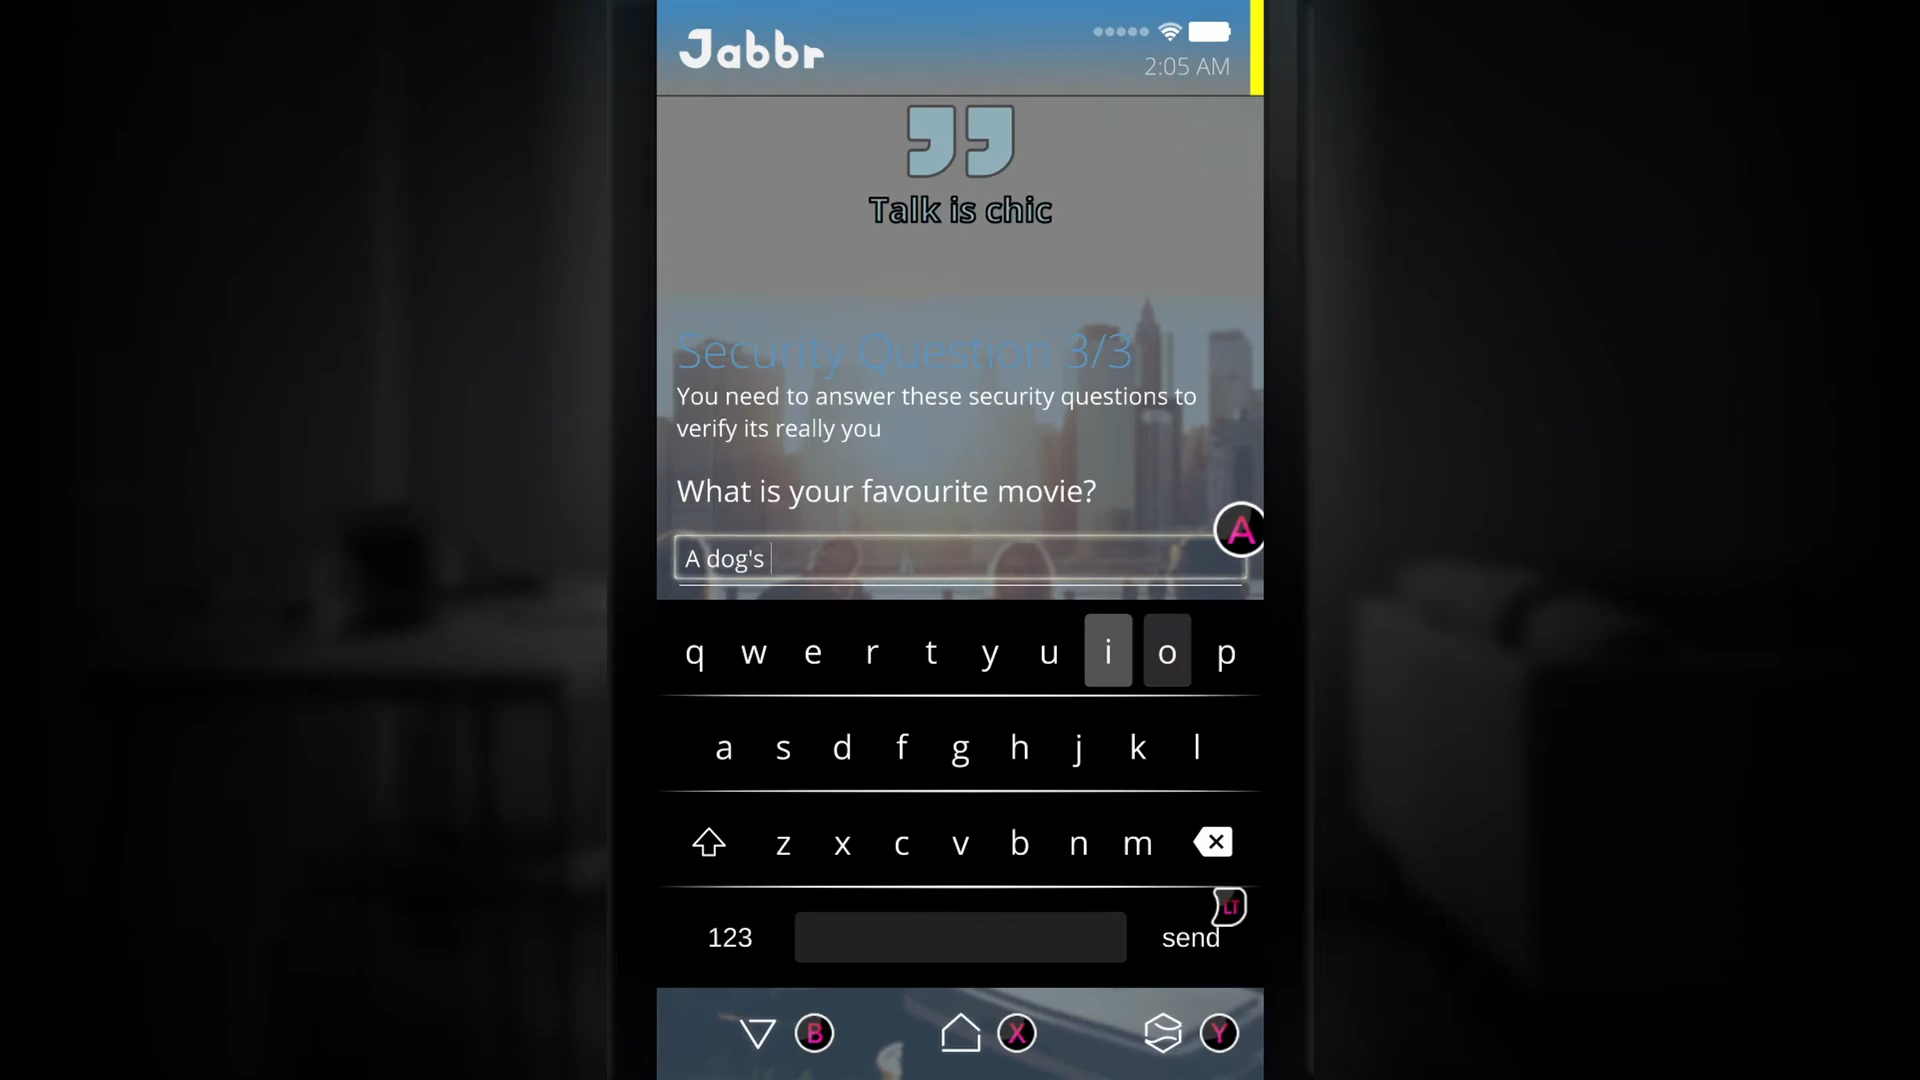 Jabbr
2:05 AM
Talk is chic
Security Question 3/3
You need to answer these security questions to
verify its really you
What is your favourite movie?
A
A dog's
q w e r t y u i o p
a s d f g h j k l
z x c v b n m
LT
123 send
B X Y